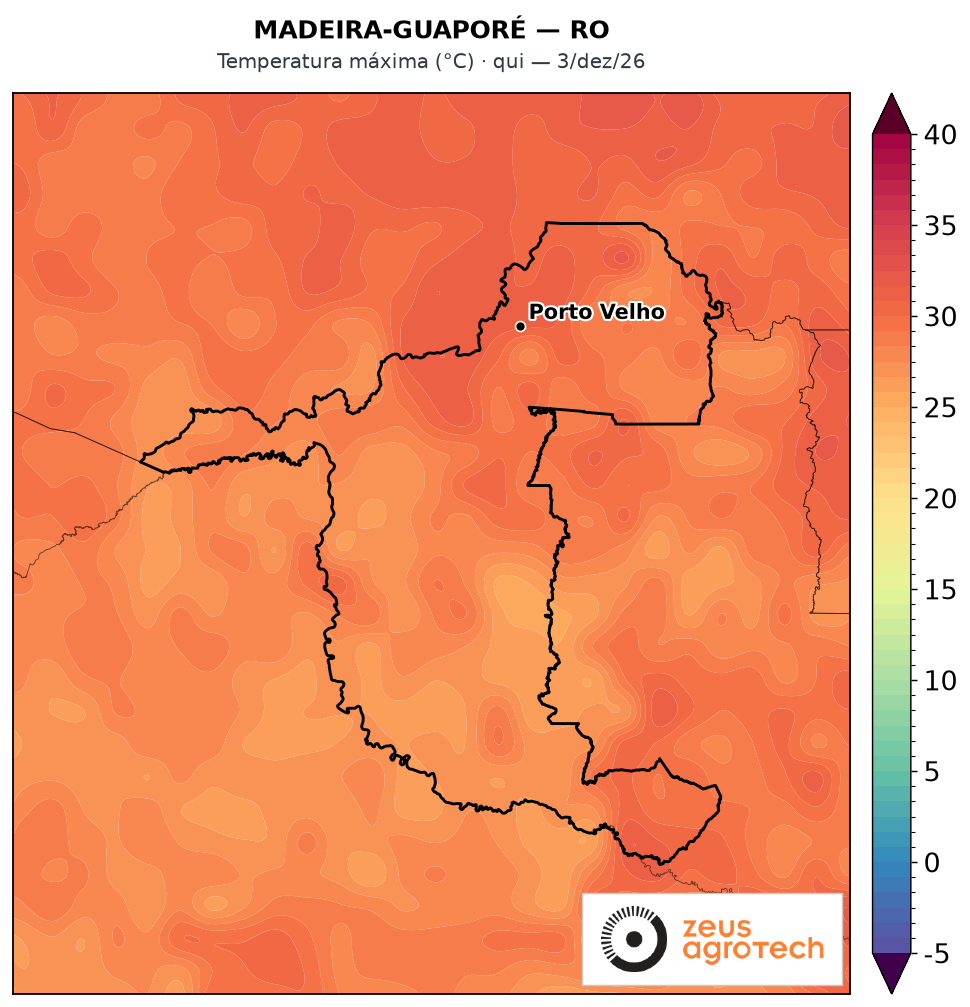 MADEIRA-GUAPORÉ — RO
Temperatura máxima (°C) · qui — 3/dez/26
Porto Velho
40
35
30
25
20
15
10
5
0
-5
zeus
agrotech